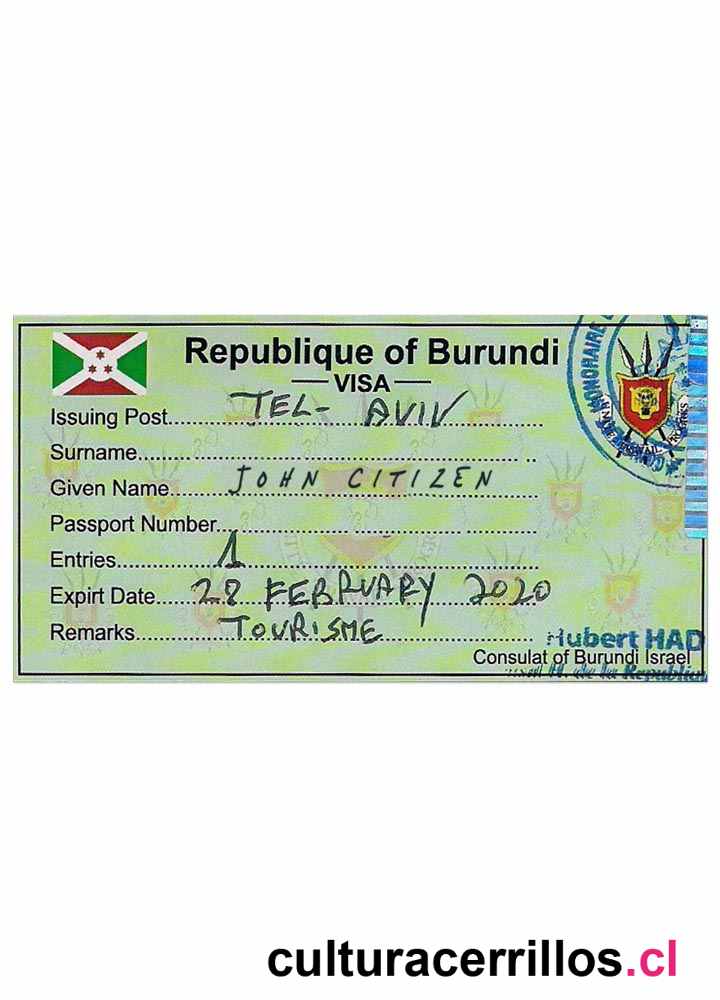 Republique of Burundi
VISA
Issuing Post TEL-AVIV
Surname
Given Name JOHN CITIZEN
Passport Number
Entries 1
Expirt Date 28 FEBRUARY 2020
Remarks TOURISME
Hubert HAD
Consulat of Burundi Israel
de la Republique
HONORAIRE
culturacerrillos.cl